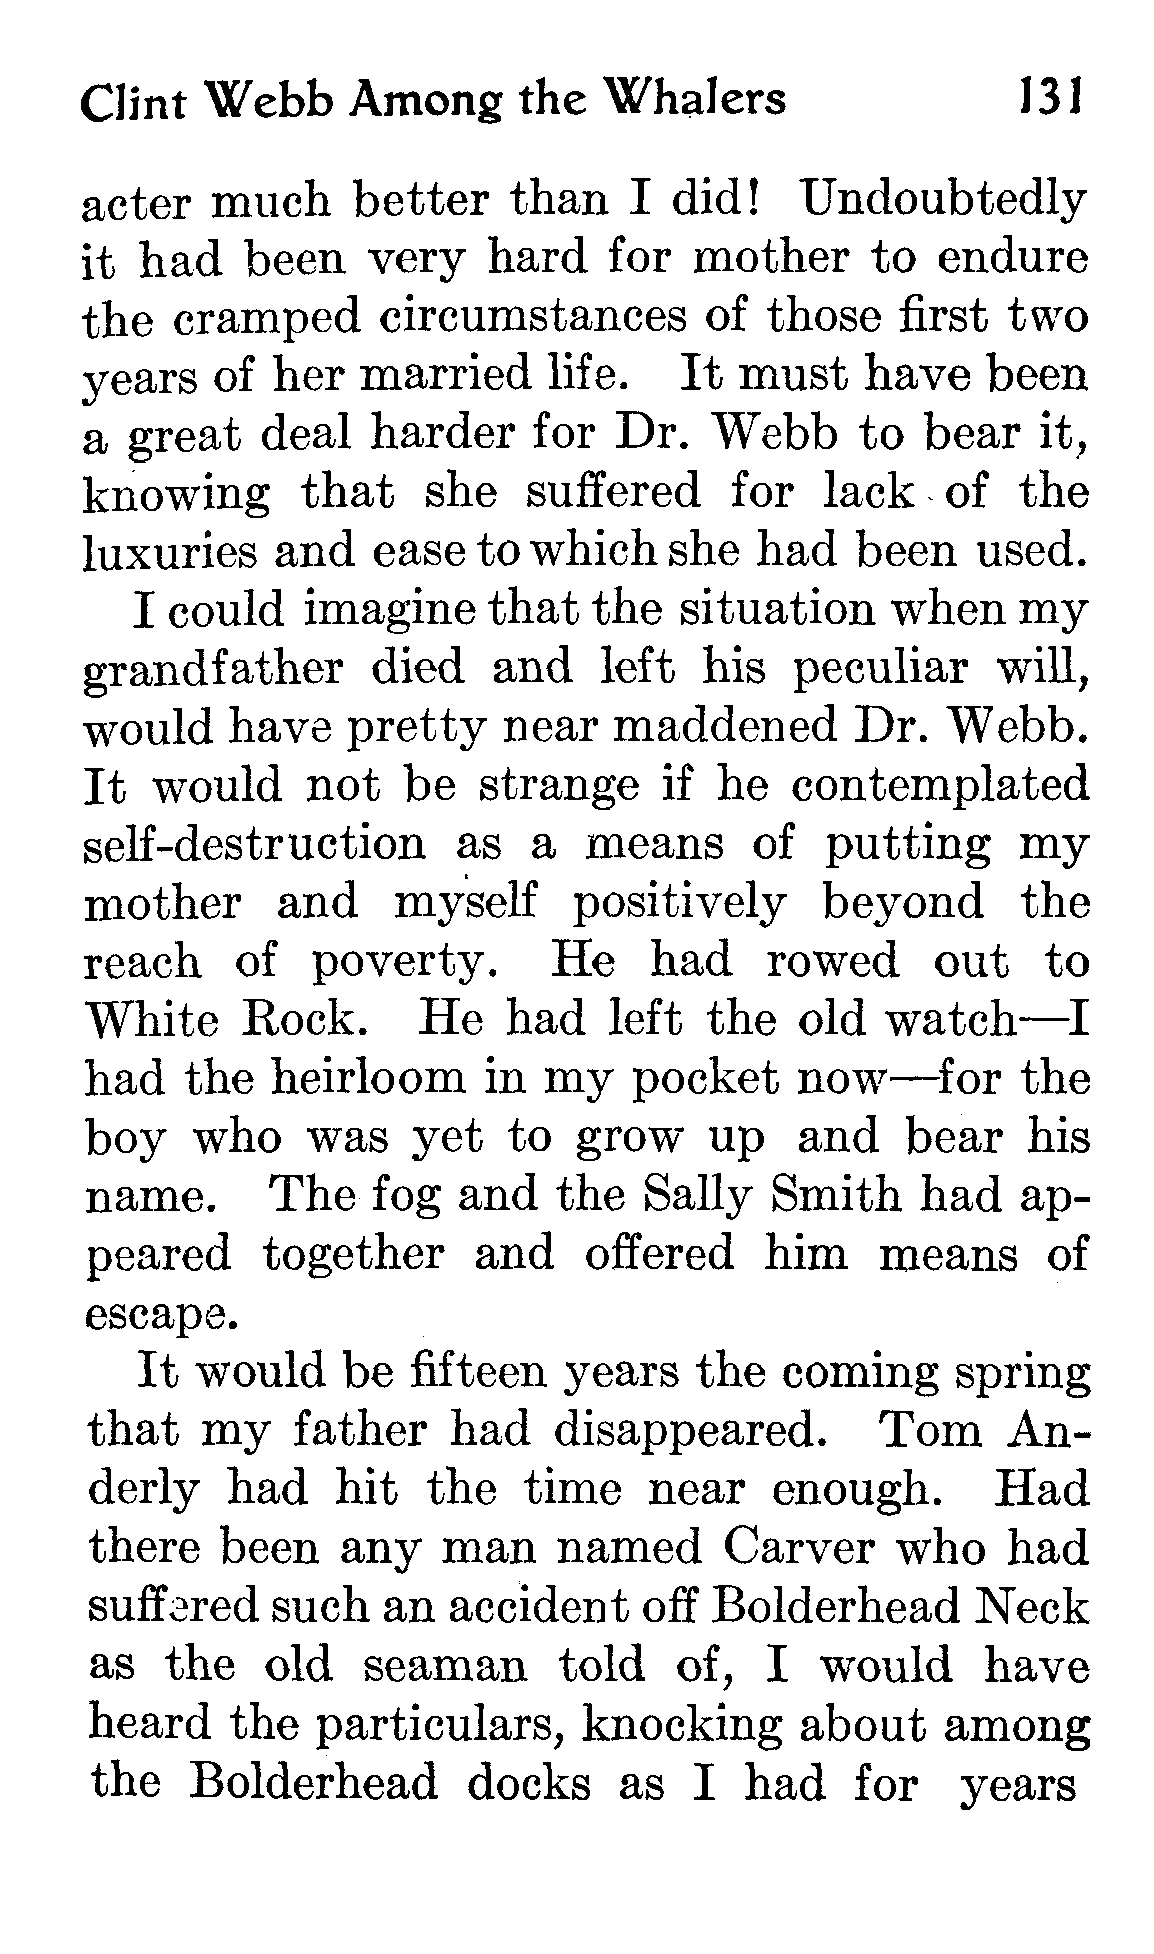 Clint Webb Among the Whalers 131
acter much better than I did! Undoubtedly
it had been very hard for mother to endure
the cramped circumstances of those first two
years of her married life. It must have been
a great deal harder for Dr. Webb to bear it,
knowing that she suffered for lack of the
luxuries and ease to which she had been used.
I could imagine that the situation when my
grandfather died and left his peculiar will,
would have pretty near maddened Dr. Webb.
It would not be strange if he contemplated
self-destruction as a means of putting my
mother and myself positively beyond the
reach of poverty. He had rowed out to
White Rock. He had left the old watch—I
had the heirloom in my pocket now—for the
boy who was yet to grow up and bear his
name. The fog and the Sally Smith had ap-
peared together and offered him means of
escape.
It would be fifteen years the coming spring
that my father had disappeared. Tom An-
derly had hit the time near enough. Had
there been any man named Carver who had
suffered such an accident off Bolderhead Neck
as the old seaman told of, I would have
heard the particulars, knocking about among
the Bolderhead docks as I had for years